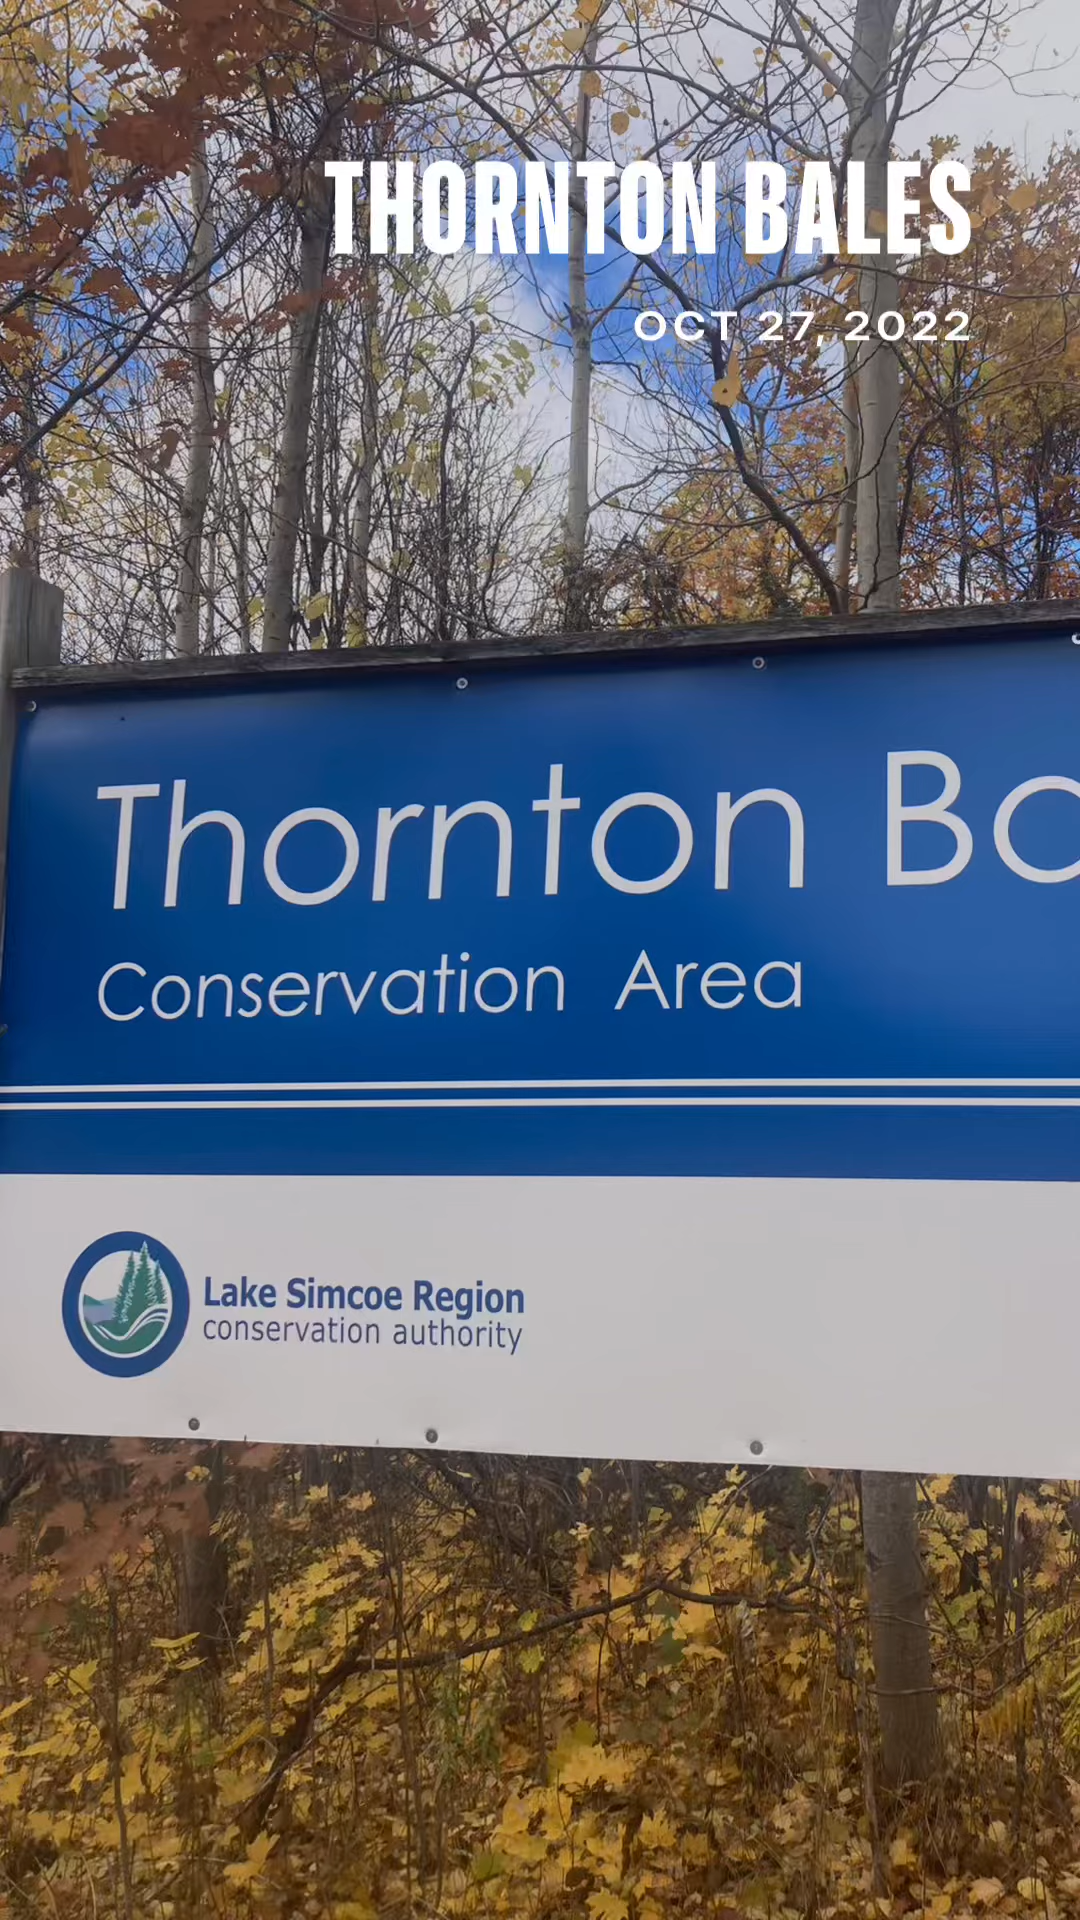 THORNTON BALES
OCT 27, 2022
Thornton Ba
Conservation Area
Lake Simcoe Region
conservation authority